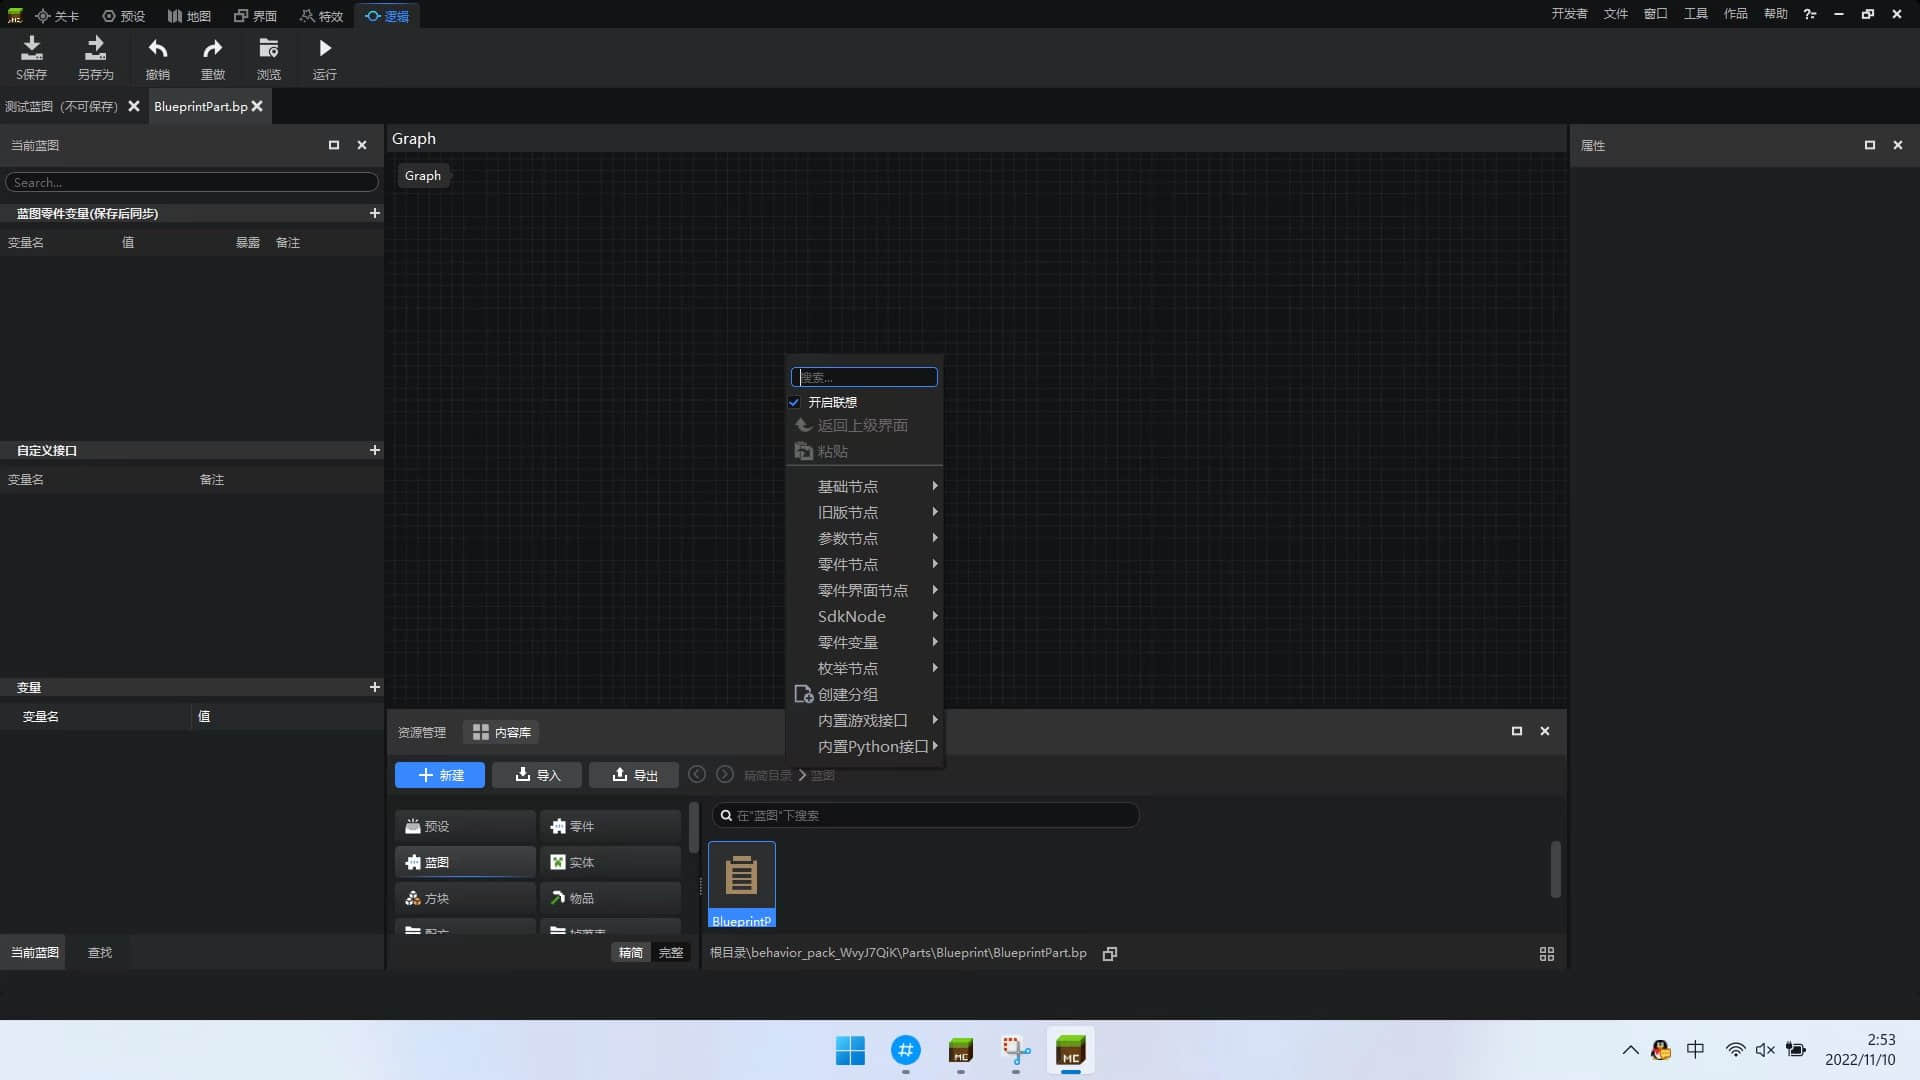 关卡 预设 地图 界面 特效 逻辑 开发者 文件 窗口 工具 作品 帮助
S保存 另存为 撤销 重做 浏览 运行
测试蓝图（不可保存） BlueprintPart.bp
当前蓝图
Search...
蓝图零件变量(保存后同步)
变量名 值 暴露 备注
自定义接口
变量名 备注
变量
变量名 值
当前蓝图 查找
Graph
Graph
搜索...
开启联想
返回上级界面
粘贴
基础节点
旧版节点
参数节点
零件节点
零件界面节点
SdkNode
零件变量
枚举节点
创建分组
内置游戏接口
内置Python接口
资源管理 内容库
新建 导入 导出 精简目录 蓝图
预设 零件
蓝图 实体
方块 物品
精简 完整
在"蓝图"下搜索
BlueprintP
根目录\behavior_pack_WvyJ7QiK\Parts\Blueprint\BlueprintPart.bp
属性
MC MC
中
2:53
2022/11/10